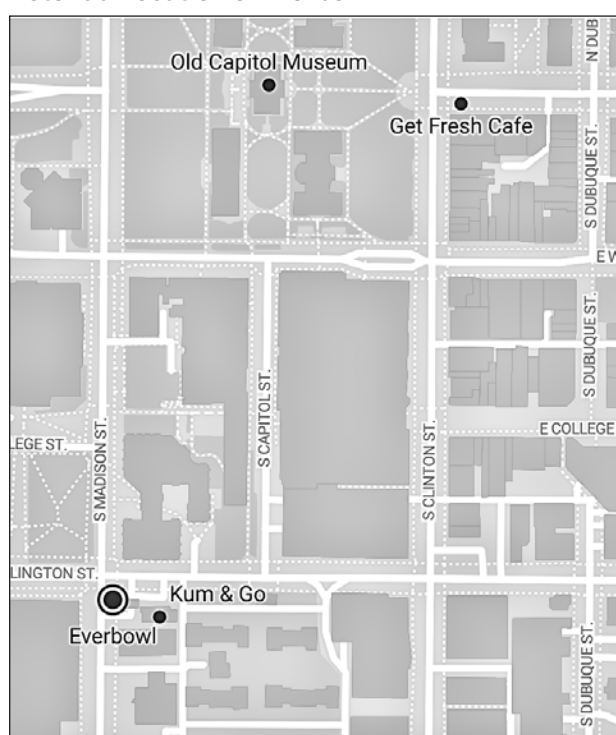 Old Capitol Museum
Get Fresh Cafe
N DUB
S DUBUQUE ST.
E W
S DUBUQUE ST.
S MADISON ST.
S CAPITOL ST.
S CLINTON ST.
LEGE ST.
E COLLEGE
LINGTON ST.
Kum & Go
Everbowl
S DUBUQUE ST.